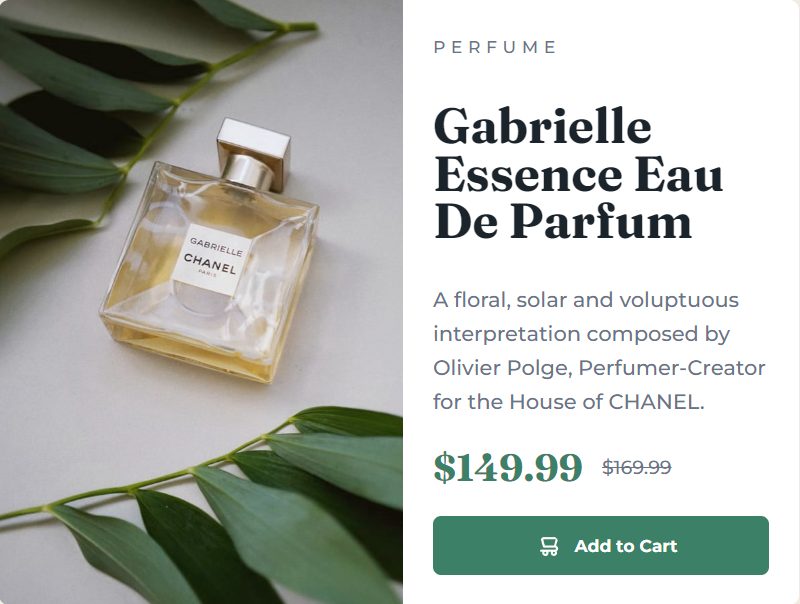 GABRIELLE
CHANEL
PARIS
PERFUME
Gabrielle
Essence Eau
De Parfum
A floral, solar and voluptuous
interpretation composed by
Olivier Polge, Perfumer-Creator
for the House of CHANEL.
$149.99 $169.99
Add to Cart